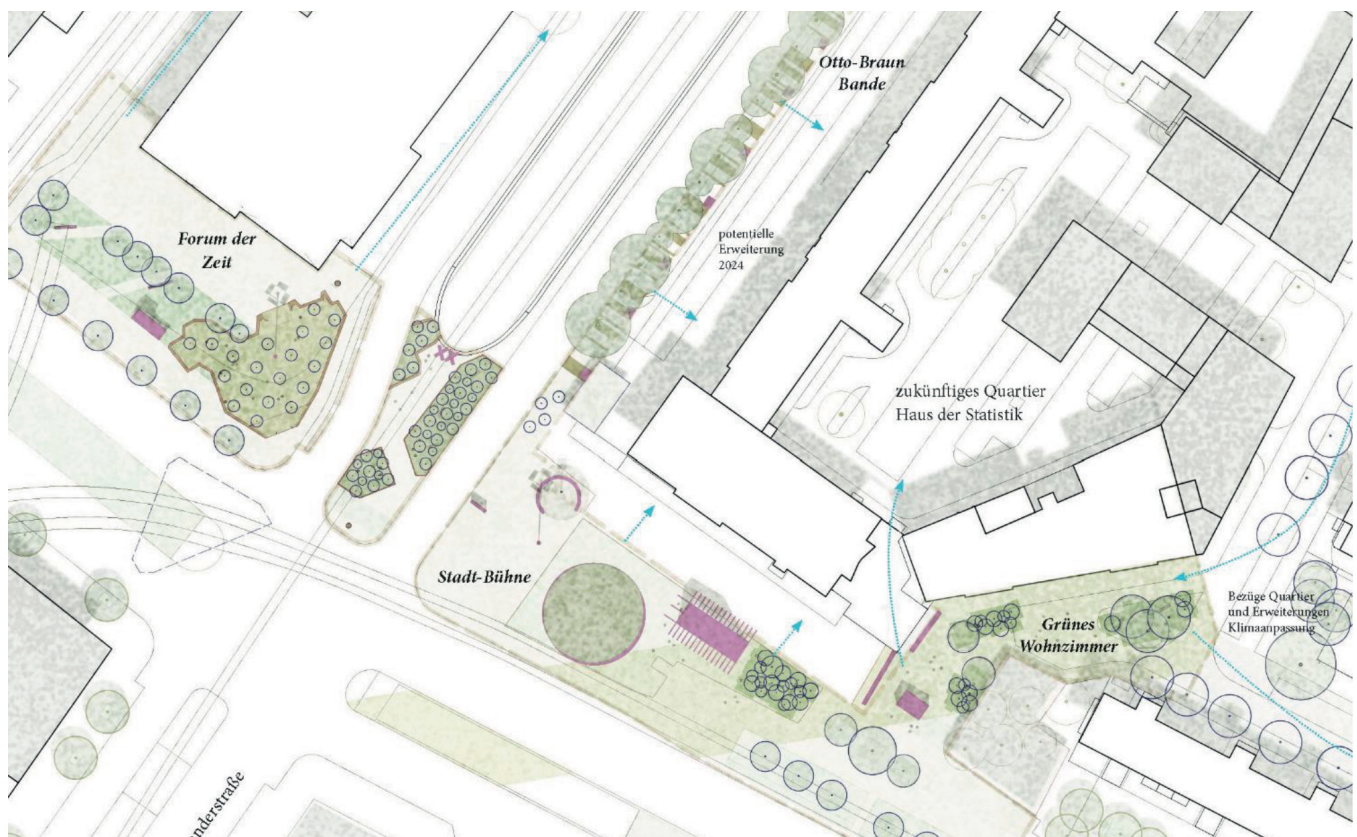 Otto-Braun
Bande
Forum der
Zeit
potentielle
Erweiterung
2024
zukünftiges Quartier
Haus der Statistik
Stadt-Bühne
Grünes
Wohnzimmer
Bezüge Quartier
und Erweiterungen
Klimaanpassung
nderstraße